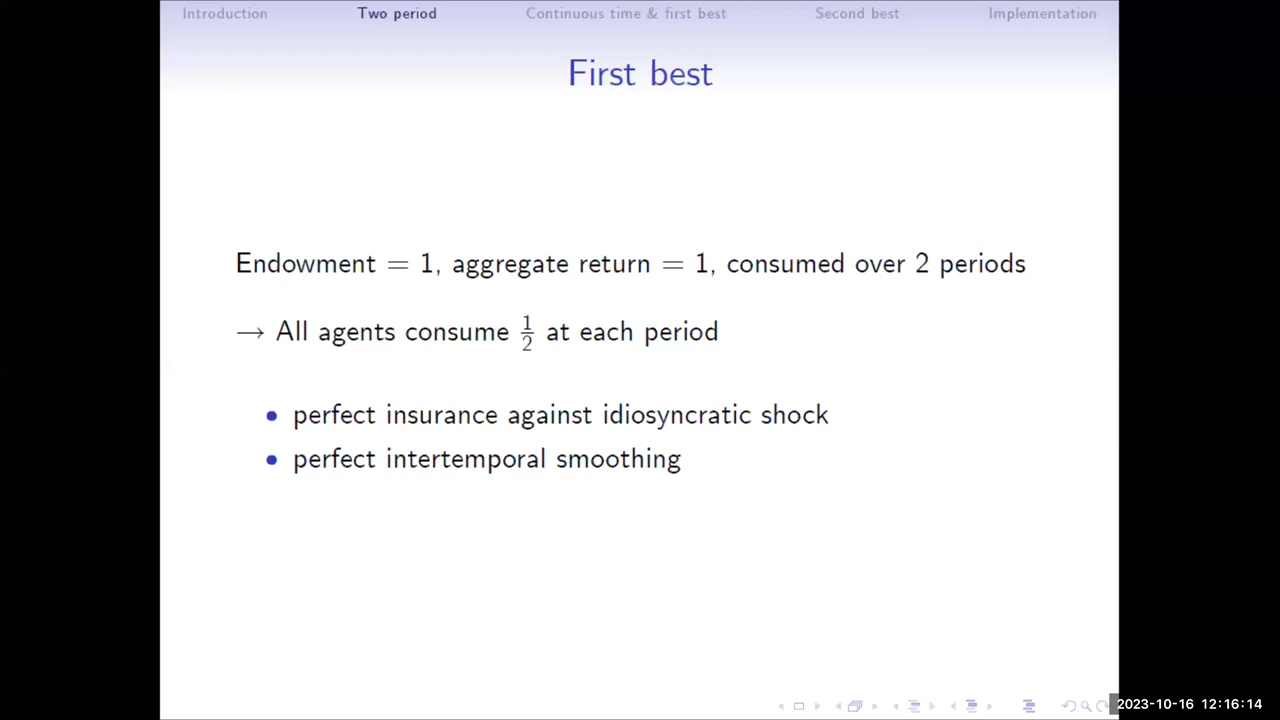 Introduction Two period Continuous time & first best Second best Implementation
First best
Endowment = 1, aggregate return = 1, consumed over 2 periods
→ All agents consume 1/2 at each period
• perfect insurance against idiosyncratic shock
• perfect intertemporal smoothing
2023-10-16 12:16:14